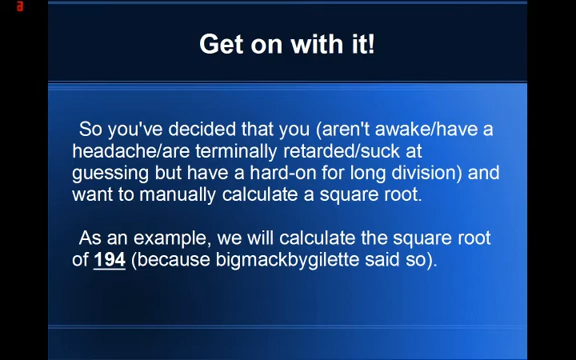 Get on with it!
So you've decided that you (aren't awake/have a
headache/are terminally retarded/suck at
guessing but have a hard-on for long division) and
want to manually calculate a square root.
As an example, we will calculate the square root
of 194 (because bigmackbygilette said so).